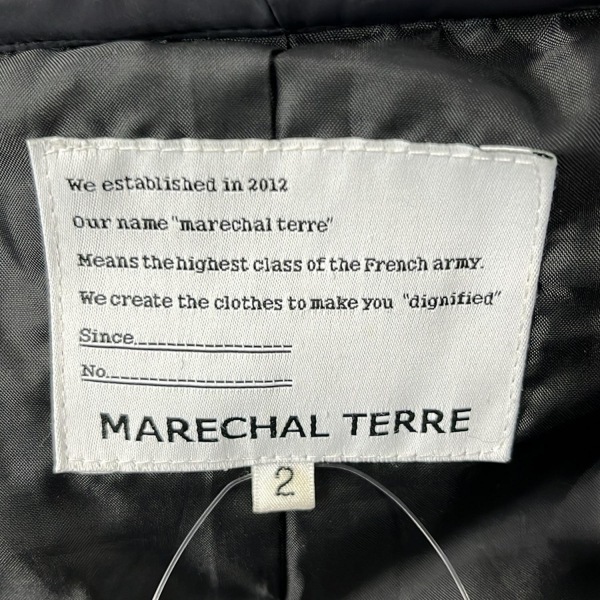 We established in 2012
Our name "marechal terre"
Means the highest class of the French army.
We create the clothes to make you "dignified"
Since
No.
MARECHAL TERRE
2